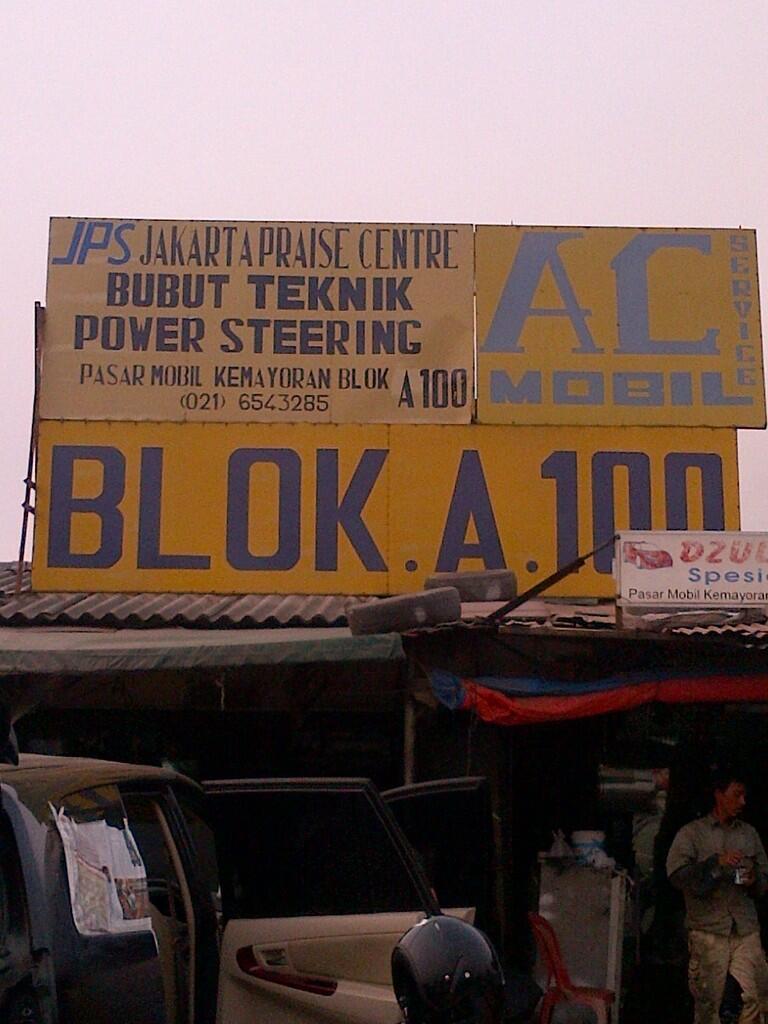 JPS JAKARTA PRAISE CENTRE
BUBUT TEKNIK
POWER STEERING
PASAR MOBIL KEMAYORAN BLOK A 100
(021) 6543285
AC
MOBIL
SERVICE
BLOK.A.100
Pasar Mobil Kemayoran